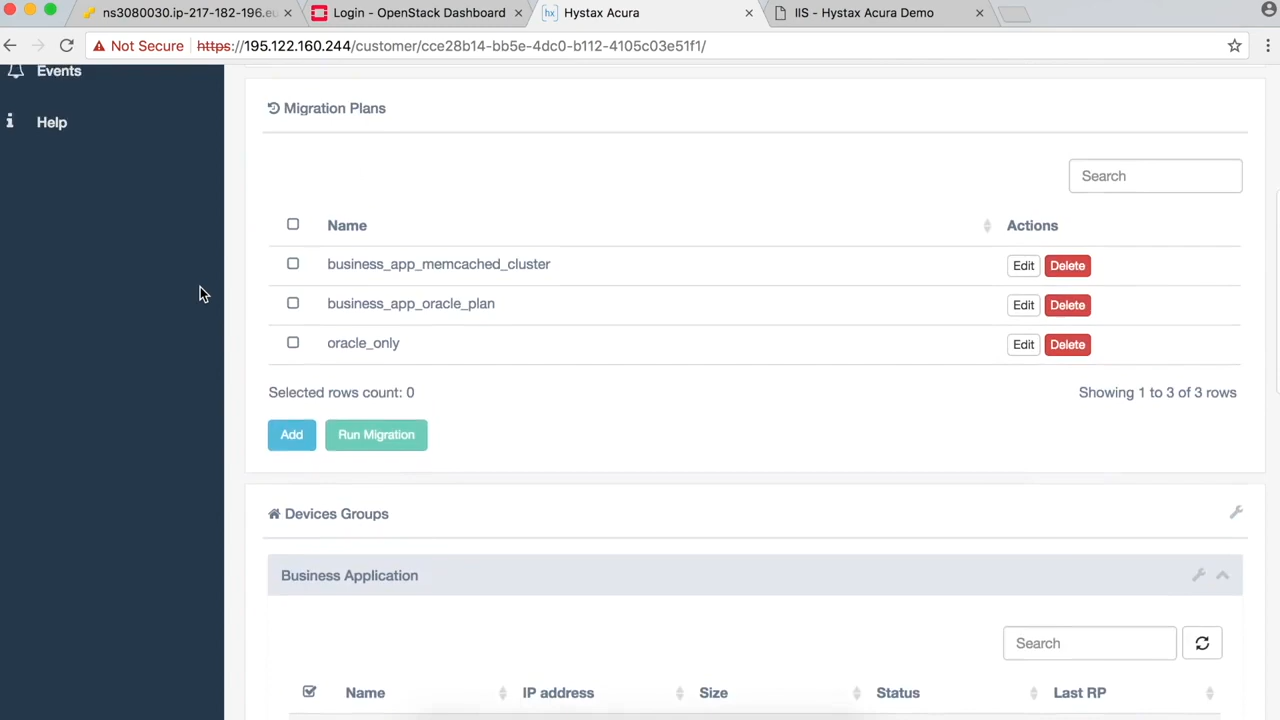 ns3080030.ip-217-182-196.eu
Login - OpenStack Dashboard
Hystax Acura
IIS - Hystax Acura Demo
Not Secure
https://195.122.160.244/customer/cce28b14-bb5e-4dc0-b112-4105c03e51f1/
Events
Help
Migration Plans
Search
Name Actions
business_app_memcached_cluster Edit Delete
business_app_oracle_plan Edit Delete
oracle_only Edit Delete
Selected rows count: 0 Showing 1 to 3 of 3 rows
Add Run Migration
Devices Groups
Business Application
Search
Name IP address Size Status Last RP